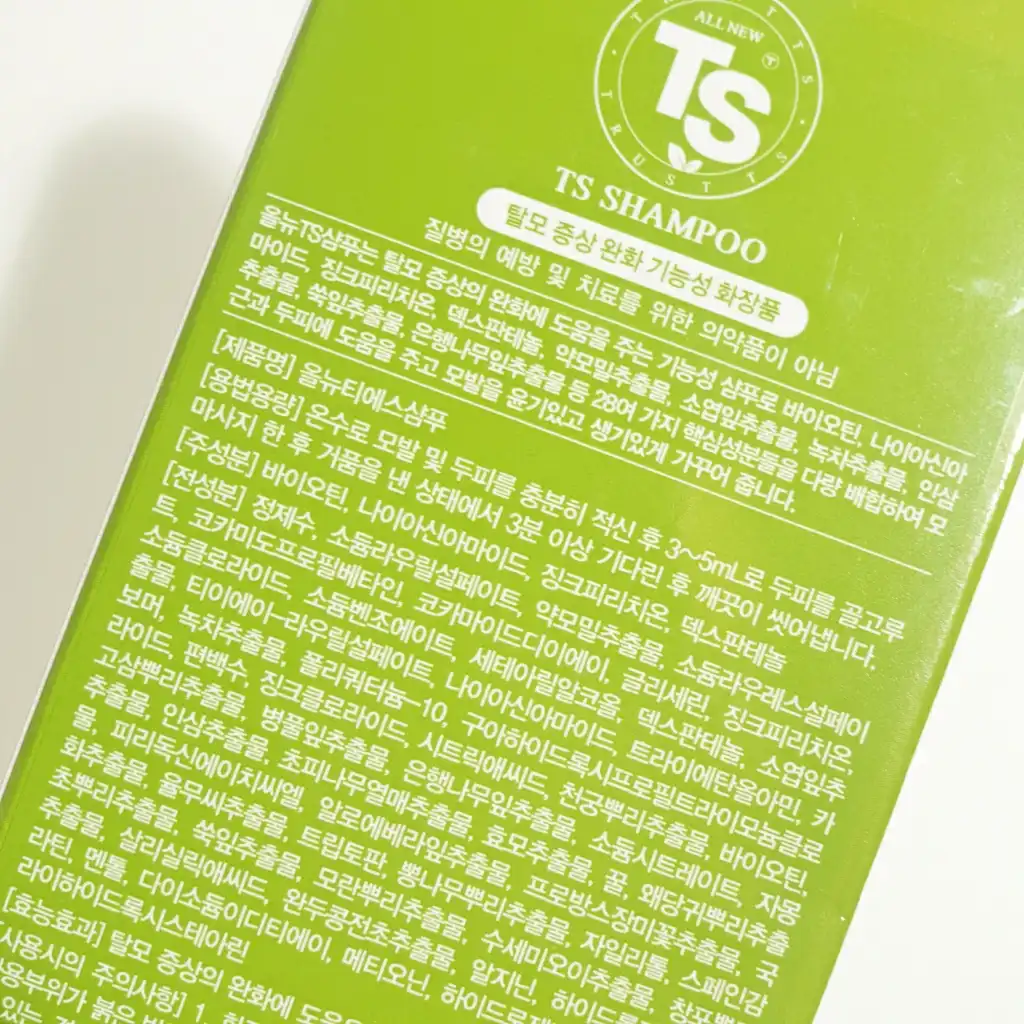 ALL NEW
TS
TRUST TS
TS SHAMPOO
탈모 증상 완화 기능성 화장품
질병의 예방 및 치료를 위한 의약품이 아님
올뉴TS샴푸는 탈모 증상의 완화에 도움을 주는 기능성 샴푸로 바이오틴, 나이아신아
마이드, 징크피리치온, 덱스판테놀, 약모밀추출물, 소엽잎추출물, 녹차추출물, 인삼
추출물, 쑥잎추출물, 은행나무잎추출물 등 28여 가지 핵심성분들을 다량 배합하여 모
근과 두피에 도움을 주고 모발을 윤기있고 생기있게 가꾸어 줍니다.
[제품명] 올뉴티에스샴푸
[용법용량] 온수로 모발 및 두피를 충분히 적신 후 3~5mL로 두피를 골고루
마사지 한 후 거품을 낸 상태에서 3분 이상 기다린 후 깨끗이 씻어냅니다.
[주성분] 바이오틴, 나이아신아마이드, 징크피리치온, 덱스판테놀
[전성분] 정제수, 소듐라우릴설페이트, 약모밀추출물, 소듐라우레스설페이
트, 코카미도프로필베타인, 코카마이드디이에이, 글리세린, 징크피리치온,
소듐클로라이드, 소듐벤조에이트, 세테아릴알코올, 덱스판테놀, 소엽잎추
출물, 티이에이-라우릴설페이트, 나이아신아마이드, 트라이에탄올아민, 카
보머, 녹차추출물, 폴리쿼터늄-10, 구아하이드록시프로필트라이모늄클로
라이드, 편백수, 징크클로라이드, 시트릭애씨드, 천궁뿌리추출물, 바이오틴,
고삼뿌리추출물, 병풀잎추출물, 은행나무잎추출물, 소듐시트레이트, 자몽
추출물, 인삼추출물, 초피나무열매추출물, 효모추출물, 꿀, 왜당귀뿌리추출
물, 피리독신에이치씨엘, 알로에베라잎추출물, 프로방스장미꽃추출물, 국
화추출물, 율무씨추출물, 트립토판, 뽕나무뿌리추출물, 자일리톨, 스페인감
초뿌리추출물, 쑥잎추출물, 모란뿌리추출물, 수세미오이추출물, 창포뿌리
추출물, 살리실릭애씨드, 완두콩전초추출물, 알지닌, 하이드
라틴, 멘톨, 다이소듐이디티에이, 메티오닌, 하이드로제
라이하이드록시스테아린
[효능효과] 탈모 증상의 완화에 도움
사용시의 주의사항] 1.
용부위가 붉은
있는